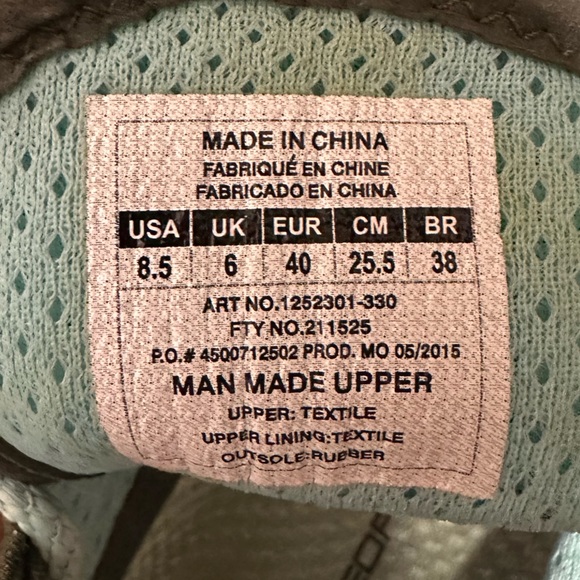 MADE IN CHINA
FABRIQUÉ EN CHINE
FABRICADO EN CHINA
USA UK EUR CM BR
8.5 6 40 25.5 38
ART NO.1252301-330
FTY NO.211525
P.O.# 4500712502 PROD. MO 05/2015
MAN MADE UPPER
UPPER: TEXTILE
UPPER LINING:TEXTILE
OUTSOLE:RUBBER